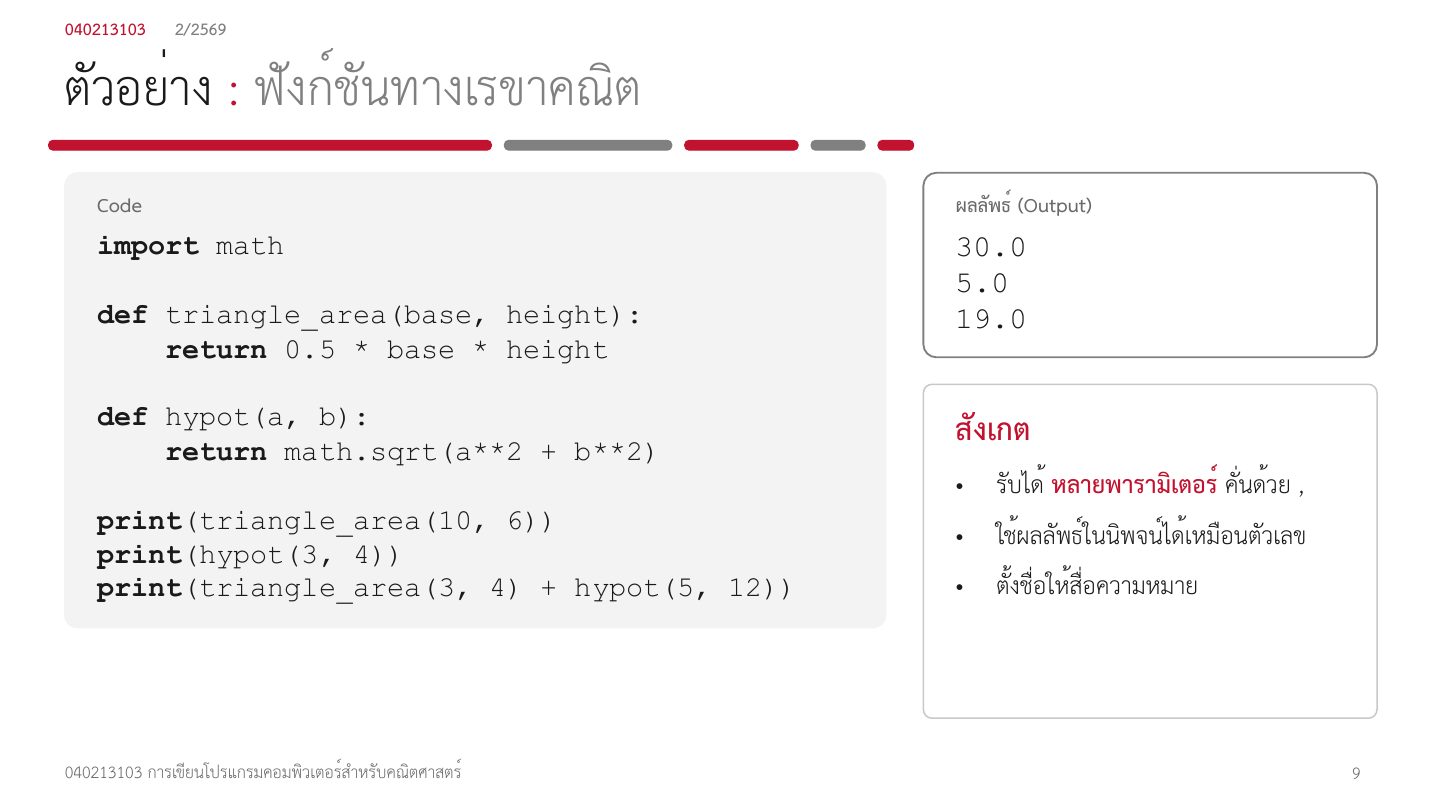 040213103 2/2569
ตัวอย่าง : ฟังก์ชันทางเรขาคณิต
Code
import math
def triangle_area(base, height):
    return 0.5 * base * height
def hypot(a, b):
    return math.sqrt(a**2 + b**2)
print(triangle_area(10, 6))
print(hypot(3, 4))
print(triangle_area(3, 4) + hypot(5, 12))
ผลลัพธ์ (Output)
30.0
5.0
19.0
สังเกต
• รับได้ หลายพารามิเตอร์ คั่นด้วย ,
• ใช้ผลลัพธ์ในนิพจน์ได้เหมือนตัวเลข
• ตั้งชื่อให้สื่อความหมาย
040213103 การเขียนโปรแกรมคอมพิวเตอร์สำหรับคณิตศาสตร์
9